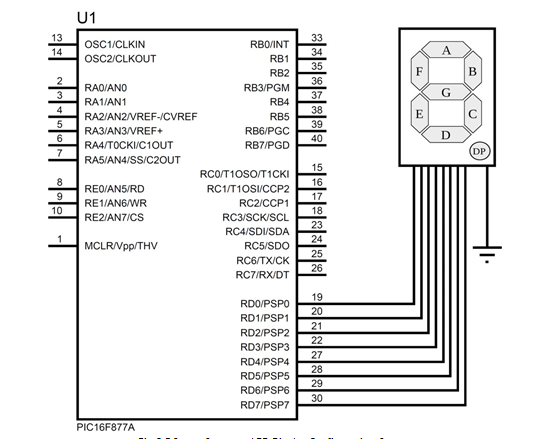 U1
13 OSC1/CLKIN RB0/INT 33
14 OSC2/CLKOUT RB1 34
RB2 35
2 RA0/AN0 RB3/PGM 36
3 RA1/AN1 RB4 37
4 RA2/AN2/VREF-/CVREF RB5 38
5 RA3/AN3/VREF+ RB6/PGC 39
6 RA4/T0CKI/C1OUT RB7/PGD 40
7 RA5/AN4/SS/C2OUT
RC0/T1OSO/T1CKI 15
8 RE0/AN5/RD RC1/T1OSI/CCP2 16
9 RE1/AN6/WR RC2/CCP1 17
10 RE2/AN7/CS RC3/SCK/SCL 18
RC4/SDI/SDA 23
1 MCLR/Vpp/THV RC5/SDO 24
RC6/TX/CK 25
RC7/RX/DT 26
RD0/PSP0 19
RD1/PSP1 20
RD2/PSP2 21
RD3/PSP3 22
RD4/PSP4 27
RD5/PSP5 28
RD6/PSP6 29
RD7/PSP7 30
PIC16F877A
A
F B
G
E C
D
DP